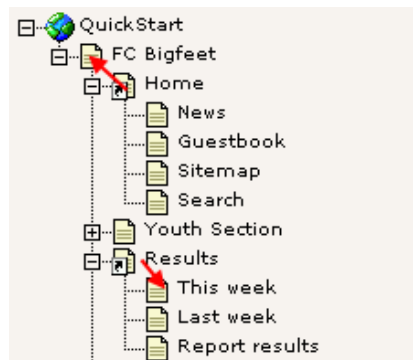 QuickStart
FC Bigfeet
Home
News
Guestbook
Sitemap
Search
Youth Section
Results
This week
Last week
Report results